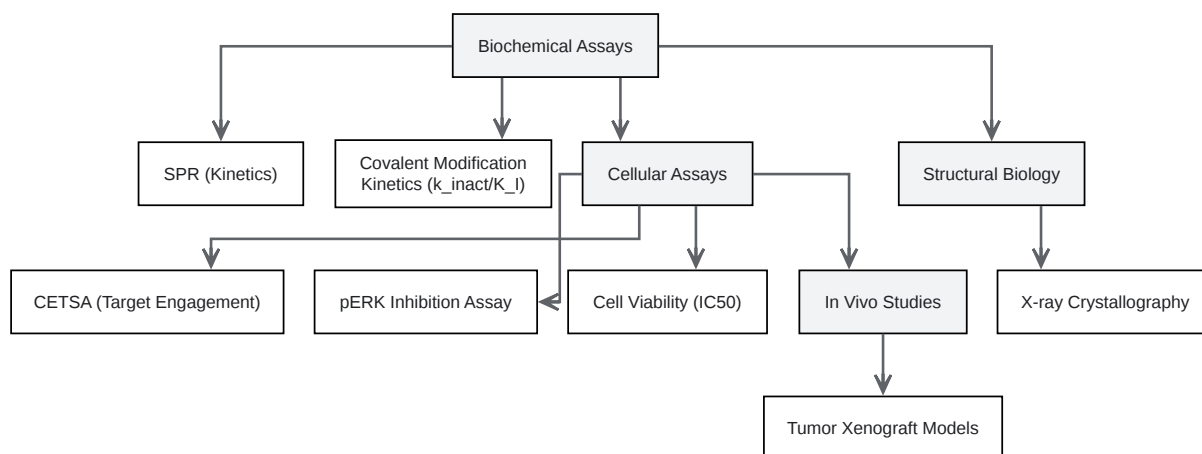 Biochemical Assays
SPR (Kinetics)
Covalent Modification
Kinetics (k_inact/K_I)
Cellular Assays
Structural Biology
CETSA (Target Engagement)
pERK Inhibition Assay
Cell Viability (IC50)
In Vivo Studies
X-ray Crystallography
Tumor Xenograft Models